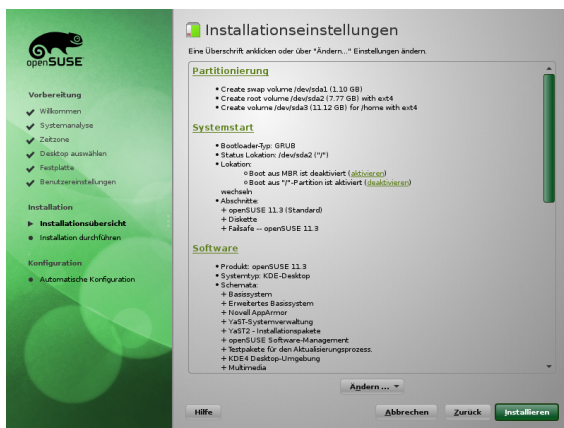 openSUSE
Vorbereitung
Willkommen
Systemanalyse
Zeitzone
Desktop auswählen
Festplatte
Benutzereinstellungen
Installation
Installationsübersicht
Installation durchführen
Konfiguration
Automatische Konfiguration
Installationseinstellungen
Eine Überschrift anklicken oder über "Ändern..." Einstellungen ändern.
Partitionierung
Create swap volume /dev/sda1 (1.10 GB)
Create root volume /dev/sda2 (7.77 GB) with ext4
Create volume /dev/sda3 (11.12 GB) for /home with ext4
Systemstart
Bootloader-Typ: GRUB
Status Lokation: /dev/sda2 ("/")
Lokation:
Boot aus MBR ist deaktiviert (aktivieren)
Boot aus "/"-Partition ist aktiviert (deaktivieren)
wechseln
Abschnitte:
+ openSUSE 11.3 (Standard)
+ Diskette
+ Failsafe -- openSUSE 11.3
Software
Produkt: openSUSE 11.3
Systemtyp: KDE-Desktop
Schemata:
+ Basissystem
+ Erweitertes Basissystem
+ Novell AppArmor
+ YaST-Systemverwaltung
+ YaST2 - Installationspakete
+ openSUSE Software-Management
+ Testpakete für den Aktualisierungsprozess.
+ KDE4 Desktop-Umgebung
+ Multimedia
Ändern ...
Hilfe
Abbrechen
Zurück
Installieren